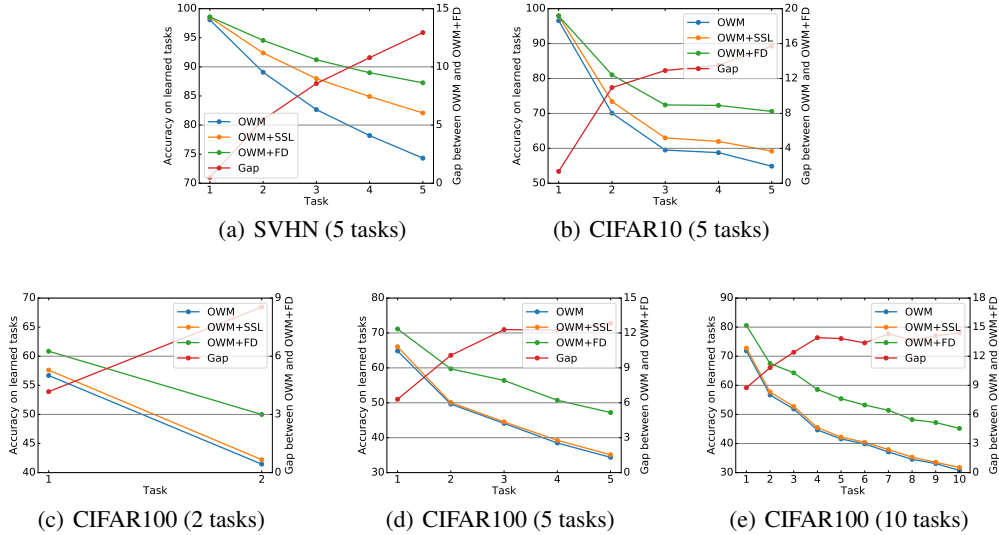 100
95
90
85
80
75
70
15
10
5
0
Accuracy on learned tasks
Gap between OWM and OWM+FD
OWM
OWM+SSL
OWM+FD
Gap
1 2 3 4 5
Task
(a) SVHN (5 tasks)
100
90
80
70
60
50
20
16
12
8
4
0
Accuracy on learned tasks
Gap between OWM and OWM+FD
OWM
OWM+SSL
OWM+FD
Gap
1 2 3 4 5
Task
(b) CIFAR10 (5 tasks)
70
65
60
55
50
45
40
9
6
3
0
Accuracy on learned tasks
Gap between OWM and OWM+FD
OWM
OWM+SSL
OWM+FD
Gap
1 2
Task
(c) CIFAR100 (2 tasks)
80
70
60
50
40
30
15
12
9
6
3
0
Accuracy on learned tasks
Gap between OWM and OWM+FD
OWM
OWM+SSL
OWM+FD
Gap
1 2 3 4 5
Task
(d) CIFAR100 (5 tasks)
90
80
70
60
50
40
30
18
15
12
9
6
3
0
Accuracy on learned tasks
Gap between OWM and OWM+FD
OWM
OWM+SSL
OWM+FD
Gap
1 2 3 4 5 6 7 8 9 10
Task
(e) CIFAR100 (10 tasks)